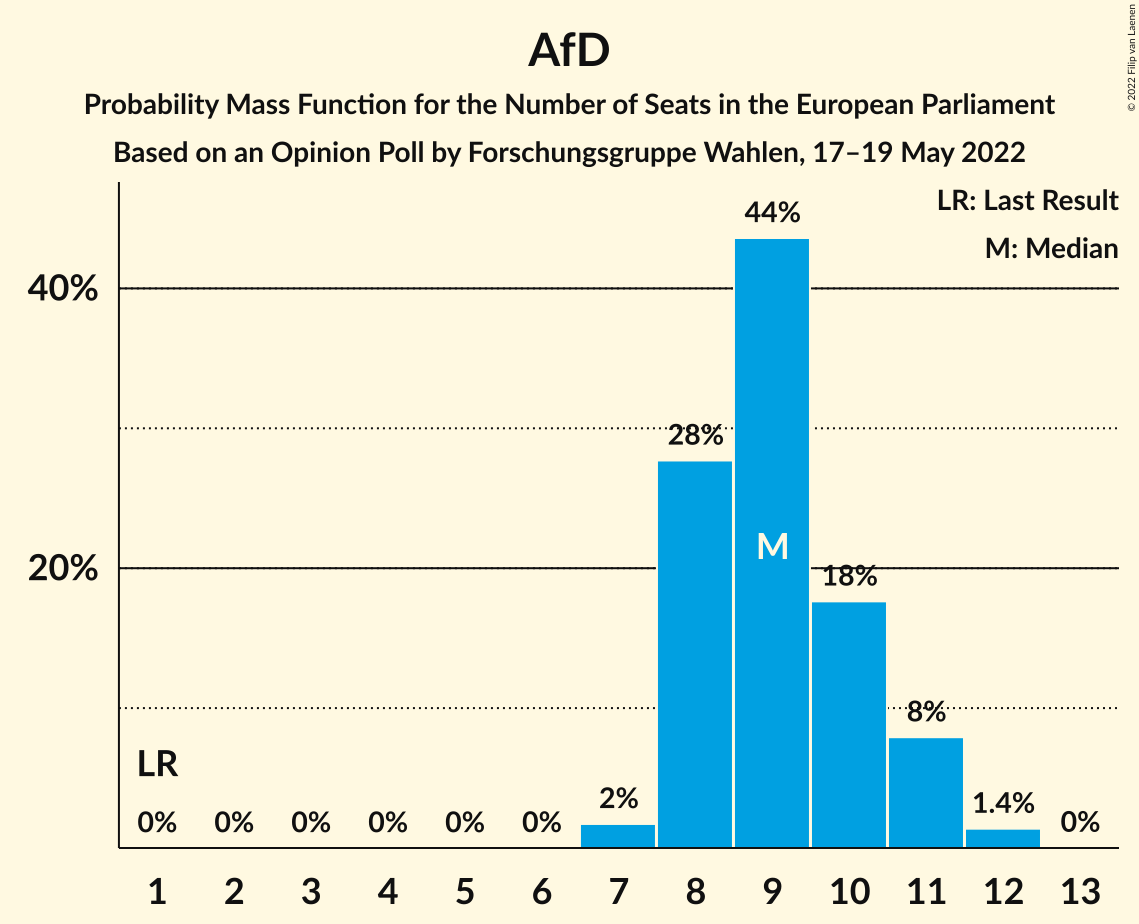 AfD
Probability Mass Function for the Number of Seats in the European Parliament
Based on an Opinion Poll by Forschungsgruppe Wahlen, 17–19 May 2022
© 2022 Filip van Laenen
LR: Last Result
M: Median
40%
20%
LR
0%
0%
0%
0%
0%
0%
2%
28%
44%
M
18%
8%
1.4%
0%
1 2 3 4 5 6 7 8 9 10 11 12 13